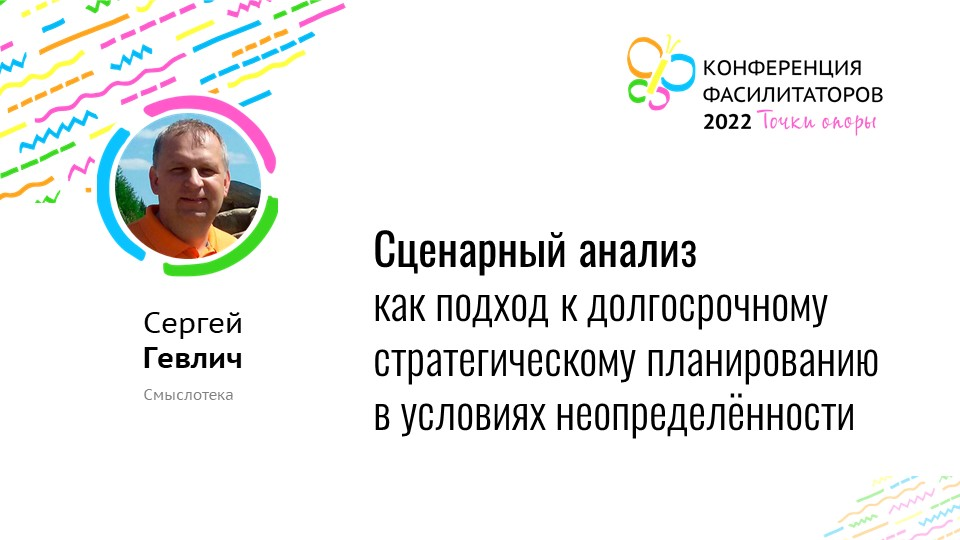 КОНФЕРЕНЦИЯ
ФАСИЛИТАТОРОВ
2022 Точки опоры
Сергей
Гевлич
Смыслотека
Сценарный анализ
как подход к долгосрочному
стратегическому планированию
в условиях неопределённости